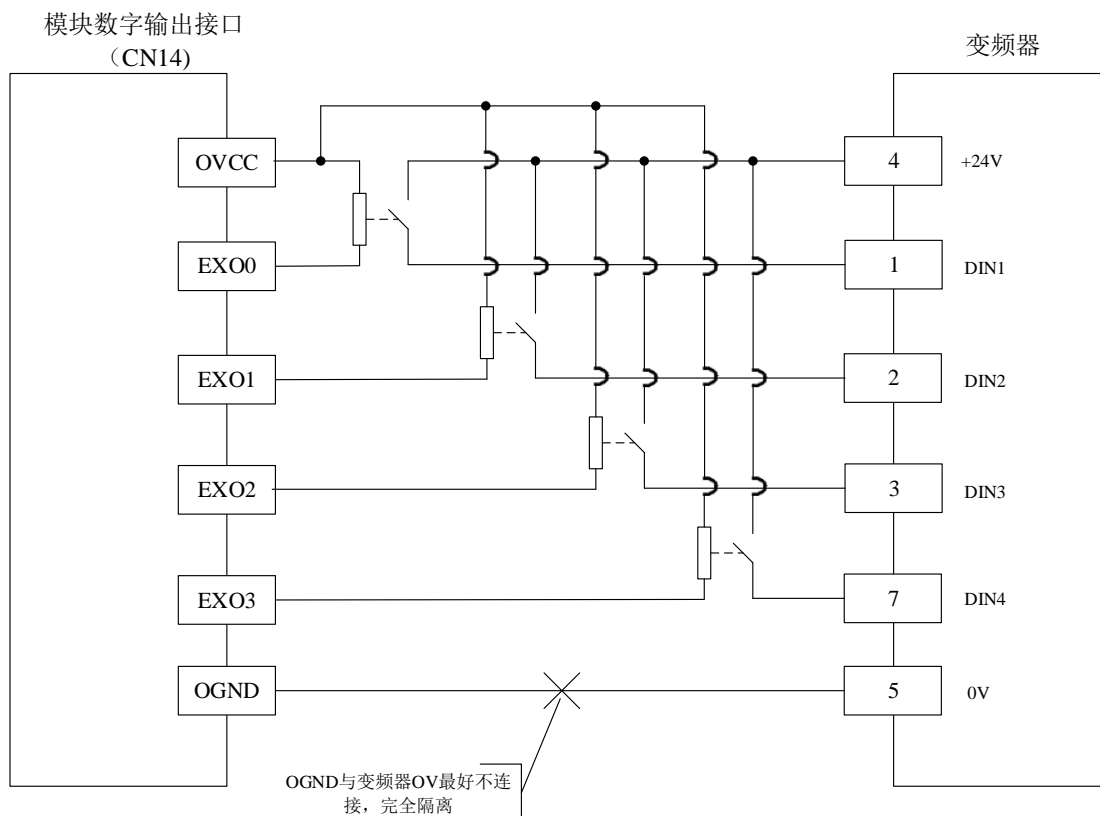 模块数字输出接口
（CN14)
变频器
OVCC
4
+24V
EXO0
1
DIN1
EXO1
2
DIN2
EXO2
3
DIN3
EXO3
7
DIN4
OGND
5
0V
OGND与变频器OV最好不连
接，完全隔离